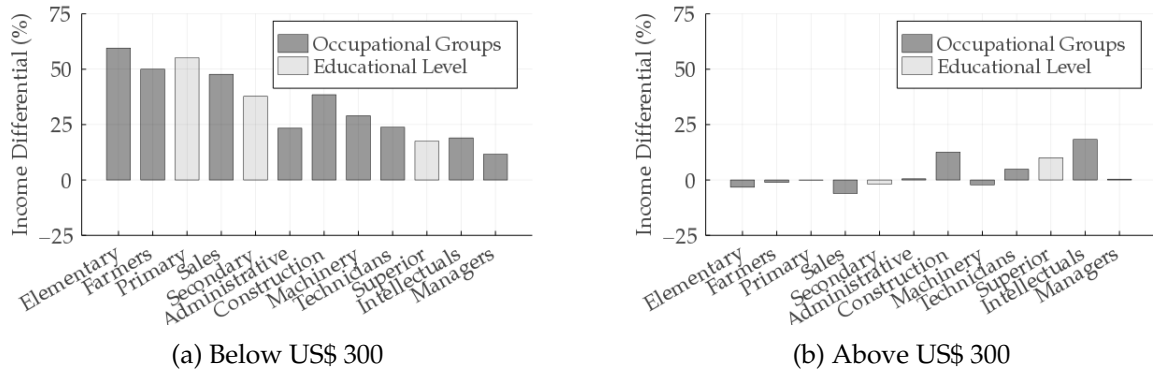 Income Differential (%)
75
50
25
0
−25
Occupational Groups
Educational Level
Elementary
Farmers
Primary
Sales
Secondary
Administrative
Construction
Machinery
Technicians
Superior
Intellectuals
Managers
(a) Below US$ 300
Income Differential (%)
75
50
25
0
−25
Occupational Groups
Educational Level
Elementary
Farmers
Primary
Sales
Secondary
Administrative
Construction
Machinery
Technicians
Superior
Intellectuals
Managers
(b) Above US$ 300